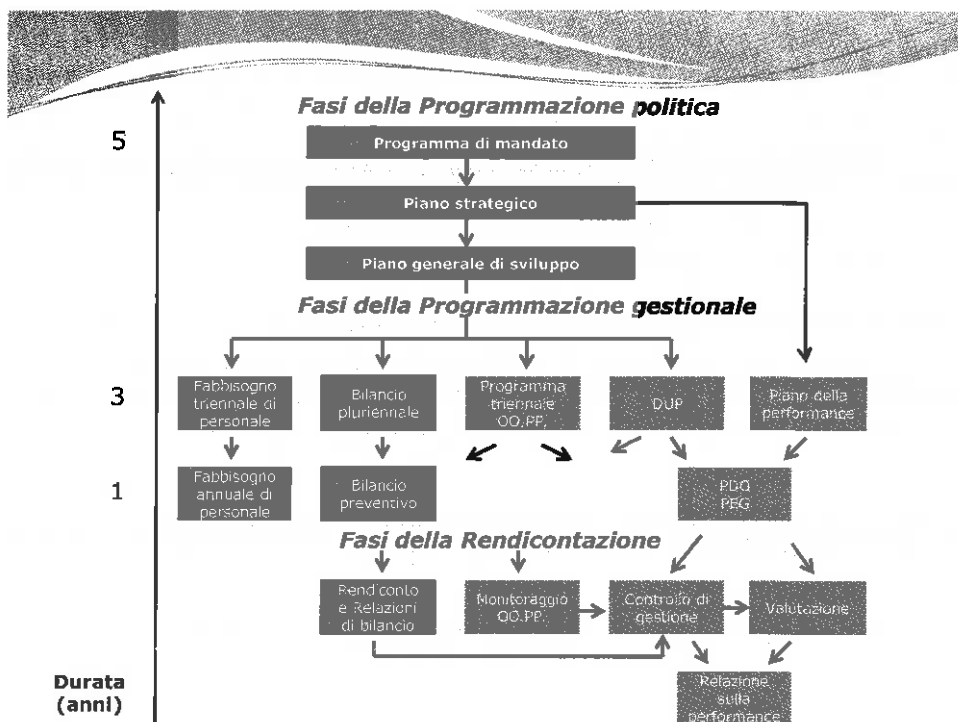 Fasi della Programmazione politica
5
Programma di mandato
Piano strategico
Piano generale di sviluppo
Fasi della Programmazione gestionale
3
Fabbisogno
triennale di
personale
Bilancio
pluriennale
Programma
triennale
OO.PP.
DUP
Piano della
performance
1
Fabbisogno
annuale di
personale
Bilancio
preventivo
PDO
PEG
Fasi della Rendicontazione
Rendiconto
e Relazioni
di bilancio
Monitoraggio
OO.PP.
Controllo di
gestione
Valutazione
Durata
(anni)
Relazione
sulla
performance